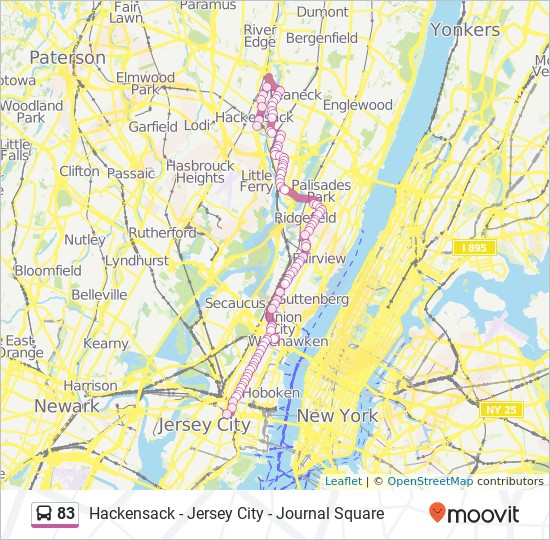 Fair Lawn
Paramus
Dumont
River Edge
Bergenfield
Yonkers
Paterson
Elmwood Park
Teaneck
Englewood
Woodland Park
Garfield
Lodi
Hackensack
Little Falls
Hasbrouck Heights
Clifton
Passaic
Little Ferry
Palisades Park
Ridgefield
Rutherford
Nutley
Lyndhurst
Fairview
I 895
Bloomfield
Belleville
Secaucus
Guttenberg
Union City
Weehawken
East Orange
Kearny
Harrison
Hoboken
Newark
New York
NY 25
Jersey City
Leaflet | © OpenStreetMap contributors
83 Hackensack - Jersey City - Journal Square
moovit